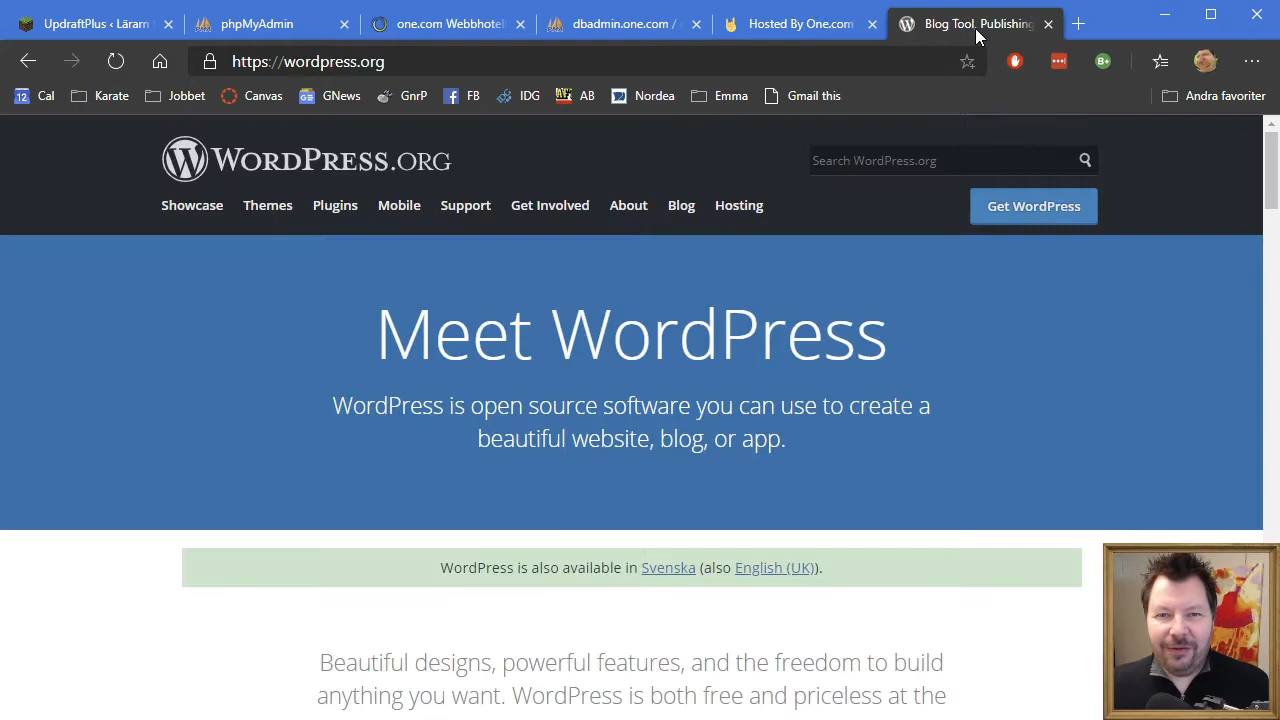 UpdraftPlus ‹ Lärarn
phpMyAdmin
one.com Webbhotell
dbadmin.one.com /
Hosted By One.com
Blog Tool, Publishing
https://wordpress.org
12 Cal
Karate
Jobbet
Canvas
GNews
GnrP
FB
IDG
AB
Nordea
Emma
Gmail this
Andra favoriter
WORDPRESS.ORG
Search WordPress.org
Showcase Themes Plugins Mobile Support Get Involved About Blog Hosting
Get WordPress
Meet WordPress
WordPress is open source software you can use to create a
beautiful website, blog, or app.
WordPress is also available in Svenska (also English (UK)).
Beautiful designs, powerful features, and the freedom to build
anything you want. WordPress is both free and priceless at the